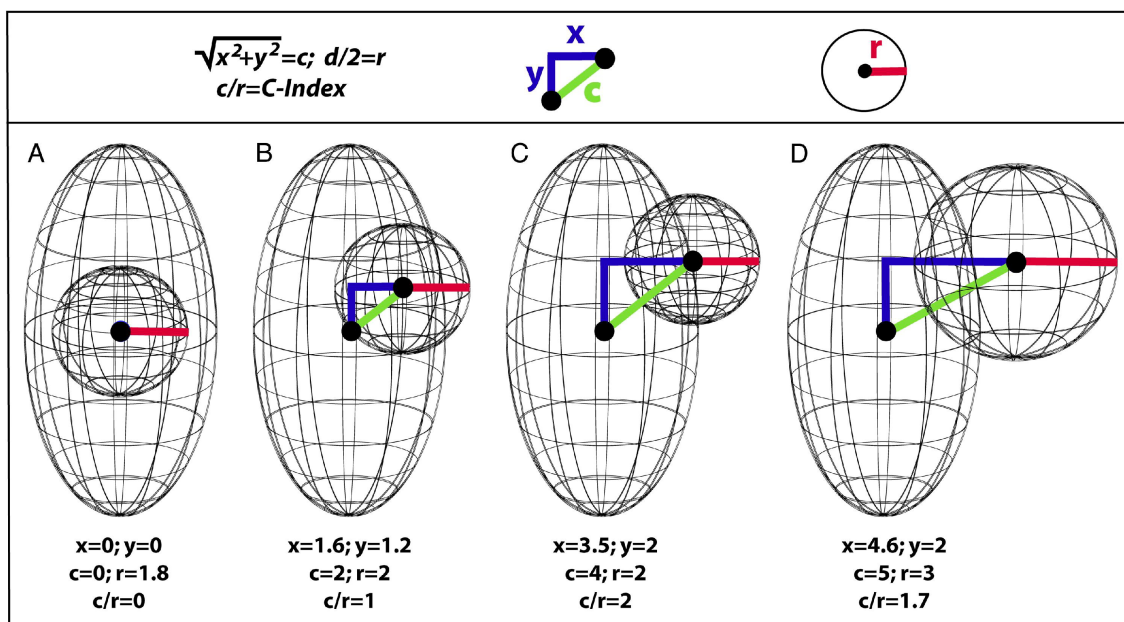 √x²+y²=c; d/2=r
c/r=C-Index
x
y
c
r
A
B
C
D
x=0; y=0
c=0; r=1.8
c/r=0
x=1.6; y=1.2
c=2; r=2
c/r=1
x=3.5; y=2
c=4; r=2
c/r=2
x=4.6; y=2
c=5; r=3
c/r=1.7